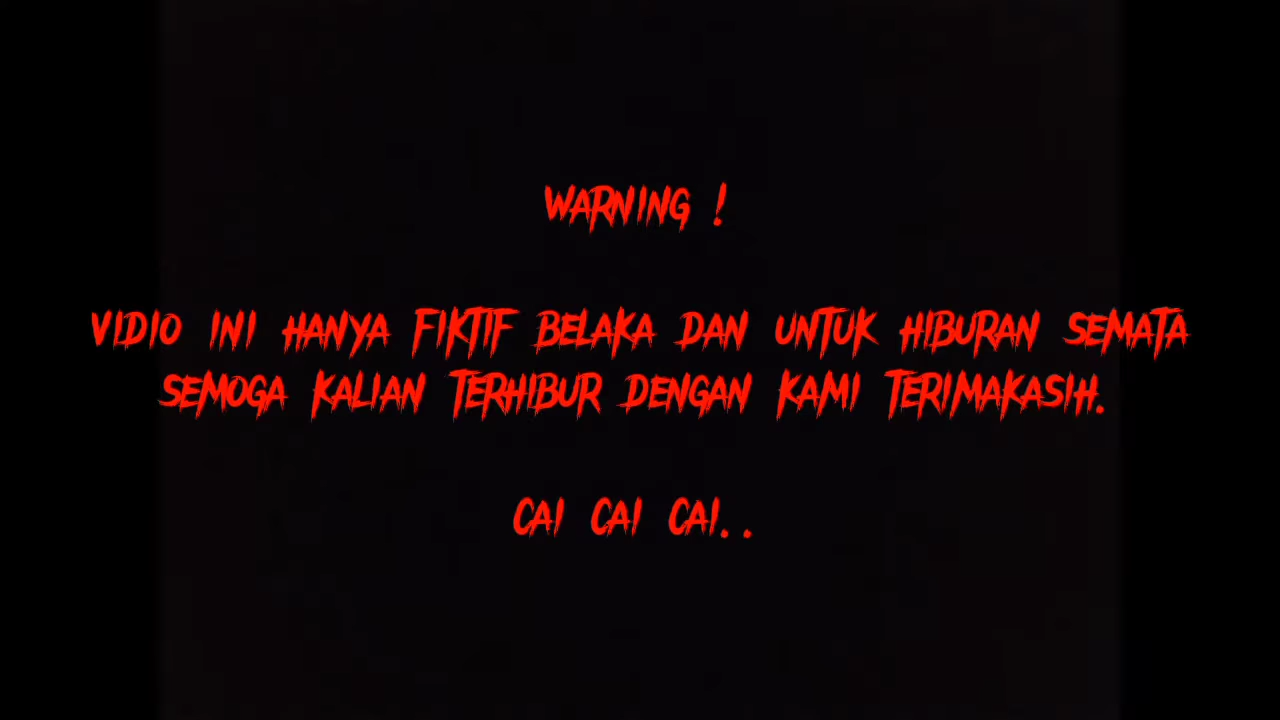 WARNING !
VIDIO INI HANYA FIKTIF BELAKA DAN UNTUK HIBURAN SEMATA
SEMOGA KALIAN TERHIBUR DENGAN KAMI TERIMAKASIH.
CAI CAI CAI..